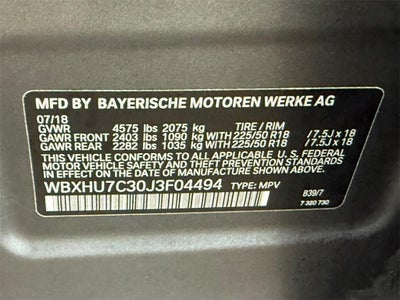 MFD BY BAYERISCHE MOTOREN WERKE AG
07/18
GVWR 4575 lbs 2075 kg TIRE / RIM
GAWR FRONT 2403 lbs 1090 kg WITH 225/50 R18 / 7.5J x 18
GAWR REAR 2282 lbs 1035 kg WITH 225/50 R18 / 7.5J x 18
THIS VEHICLE CONFORMS TO ALL APPLICABLE U.S. FEDERAL
MOTOR VEHICLE SAFETY AND THEFT PREVENTION STANDARDS
IN EFFECT ON THE DATE OF MANUFACTURE SHOWN ABOVE.
WBXHU7C30J3F04494 TYPE: MPV
B39/7
7 320 730